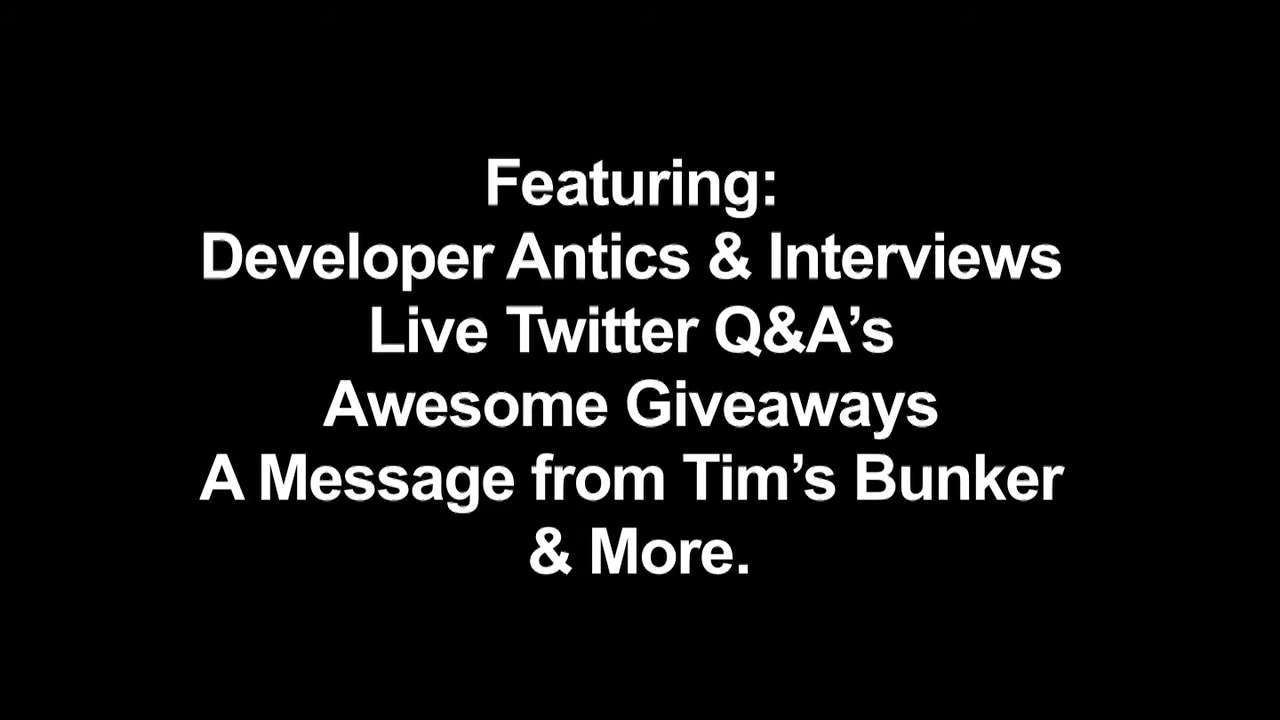 Featuring:
Developer Antics & Interviews
Live Twitter Q&A’s
Awesome Giveaways
A Message from Tim’s Bunker
& More.